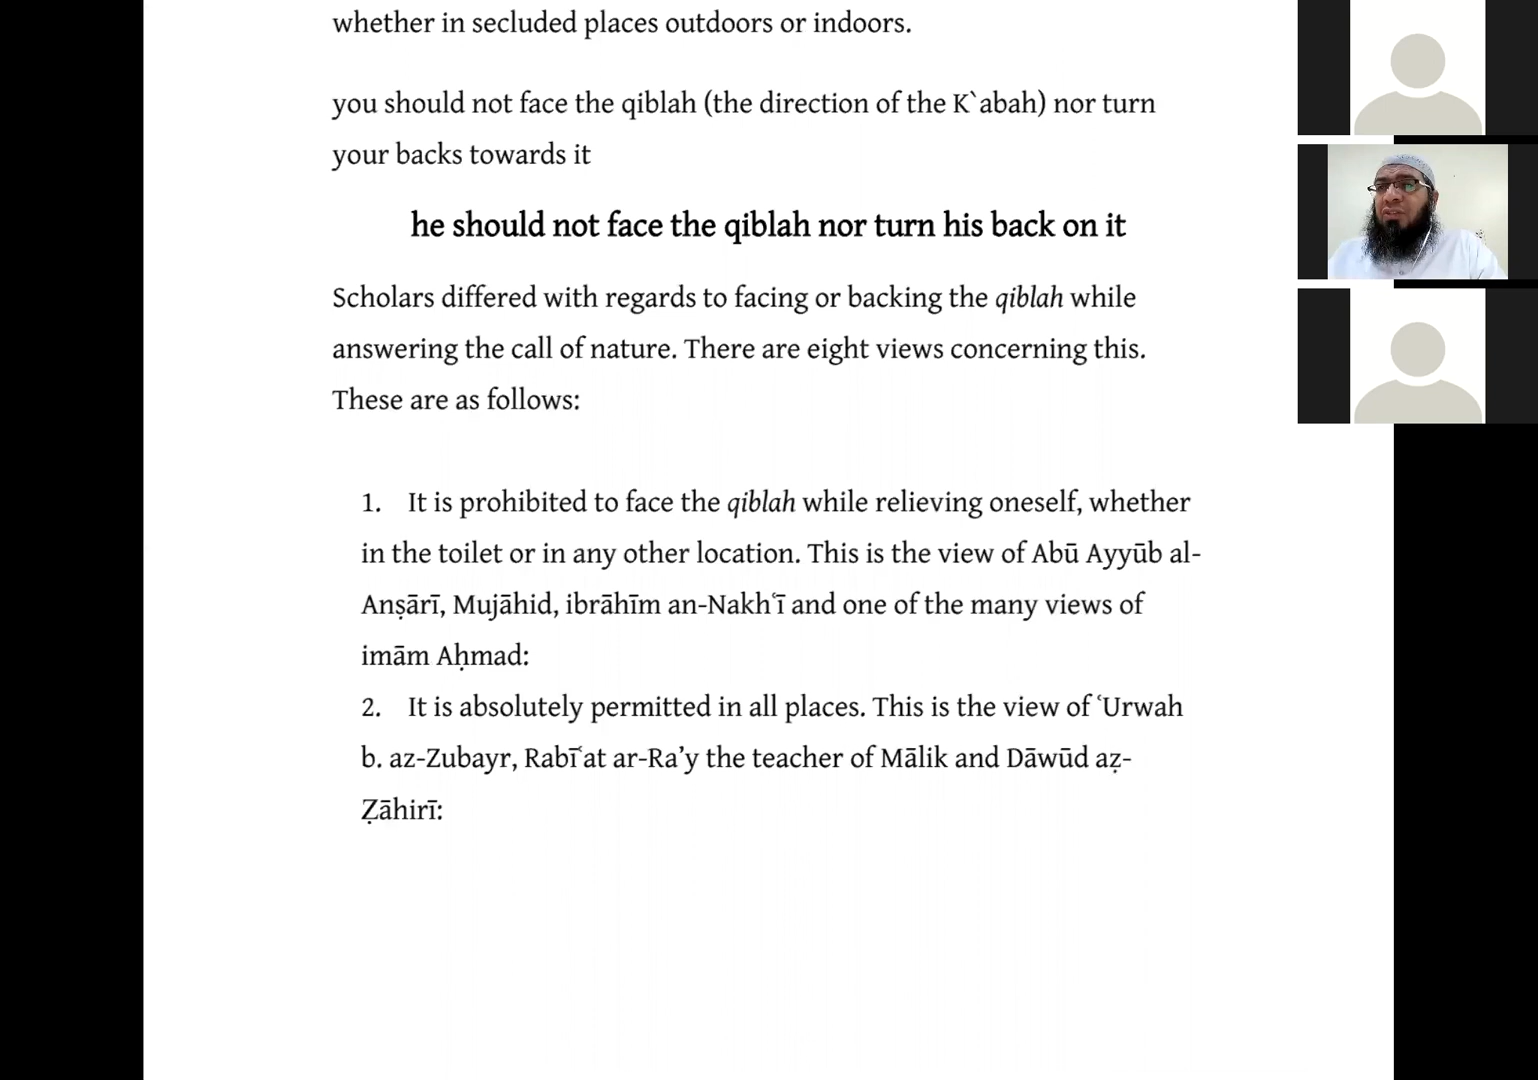 whether in secluded places outdoors or indoors.
you should not face the qiblah (the direction of the K`abah) nor turn
your backs towards it
he should not face the qiblah nor turn his back on it
Scholars differed with regards to facing or backing the qiblah while
answering the call of nature. There are eight views concerning this.
These are as follows:
1. It is prohibited to face the qiblah while relieving oneself, whether
in the toilet or in any other location. This is the view of Abū Ayyūb al-
Anṣārī, Mujāhid, ibrāhīm an-Nakhʿī and one of the many views of
imām Aḥmad:
2. It is absolutely permitted in all places. This is the view of ʿUrwah
b. az-Zubayr, Rabīʿat ar-Ra’y the teacher of Mālik and Dāwūd aẓ-
Ẓāhirī: